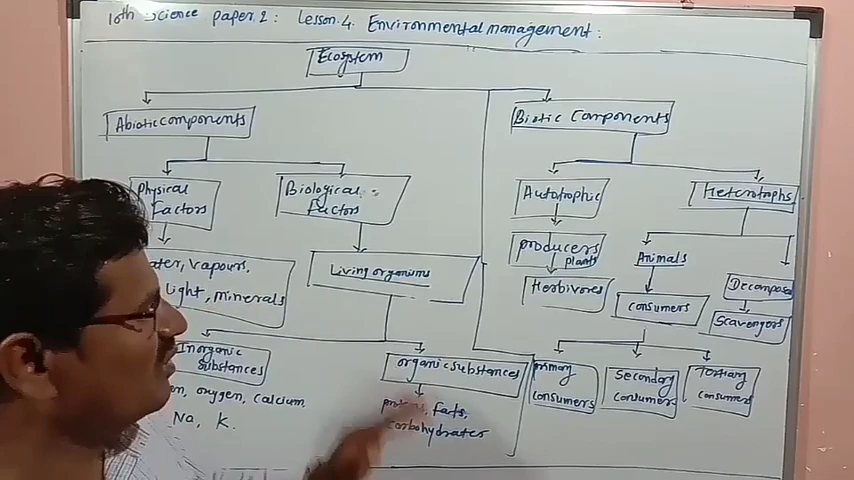 10th Science paper.2: Lesson.4. Environmental management:
Ecosystem
Abiotic components
Biotic Components
Physical
Factors
Biological:-
Factors
Autotrophic
Heterotrophs
producers
plants
Herbivores
Animals
Decomposers
Consumers
Scavengers
Vapours,
Light, minerals
Living organisms
Inorganic
Substances
oxygen, calcium
Na, K.
organic substances
Fats,
carbohydrates
primary
consumers
Secondary
Consumers
Tertiary
Consumers